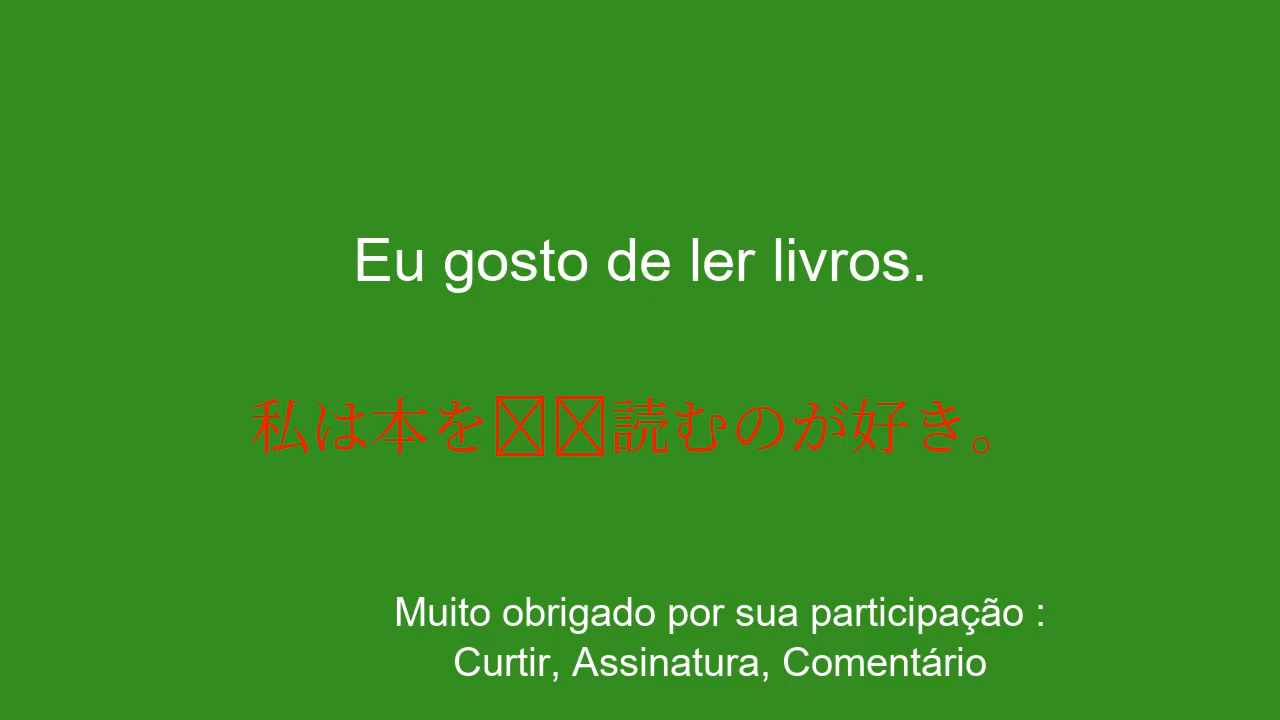 Eu gosto de ler livros.
私は本を読むのが好き。
Muito obrigado por sua participação :
Curtir, Assinatura, Comentário